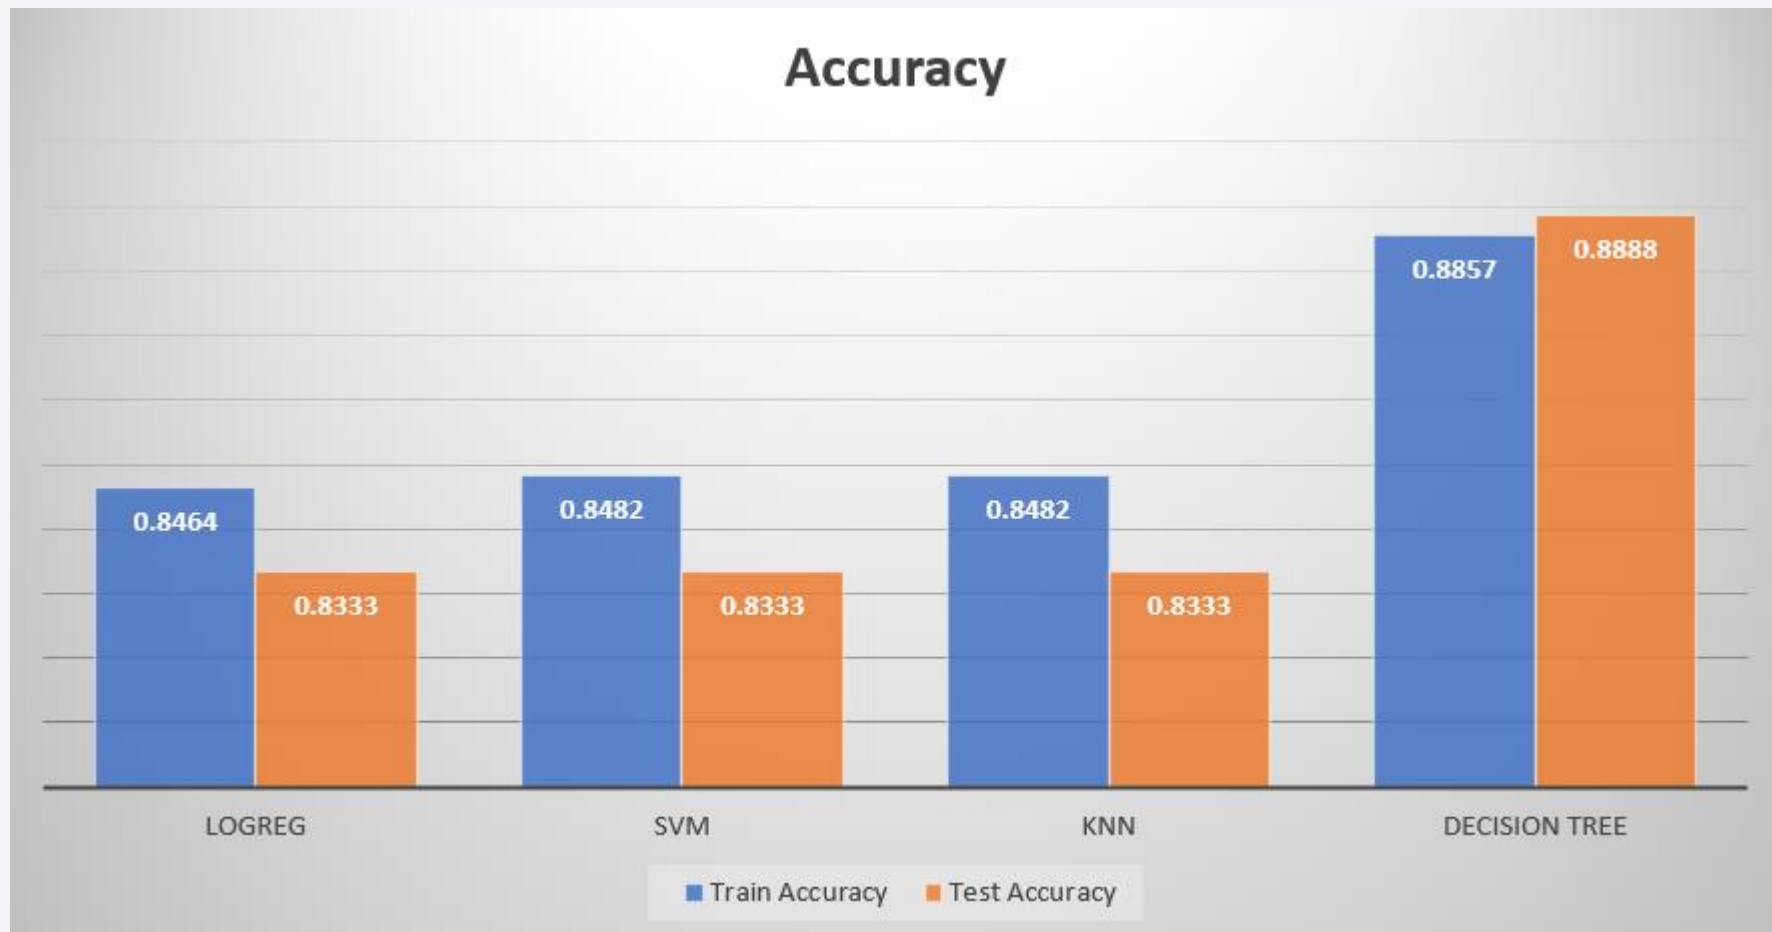 Accuracy
0.8464
0.8333
0.8482
0.8333
0.8482
0.8333
0.8857
0.8888
LOGREG
SVM
KNN
DECISION TREE
Train Accuracy
Test Accuracy